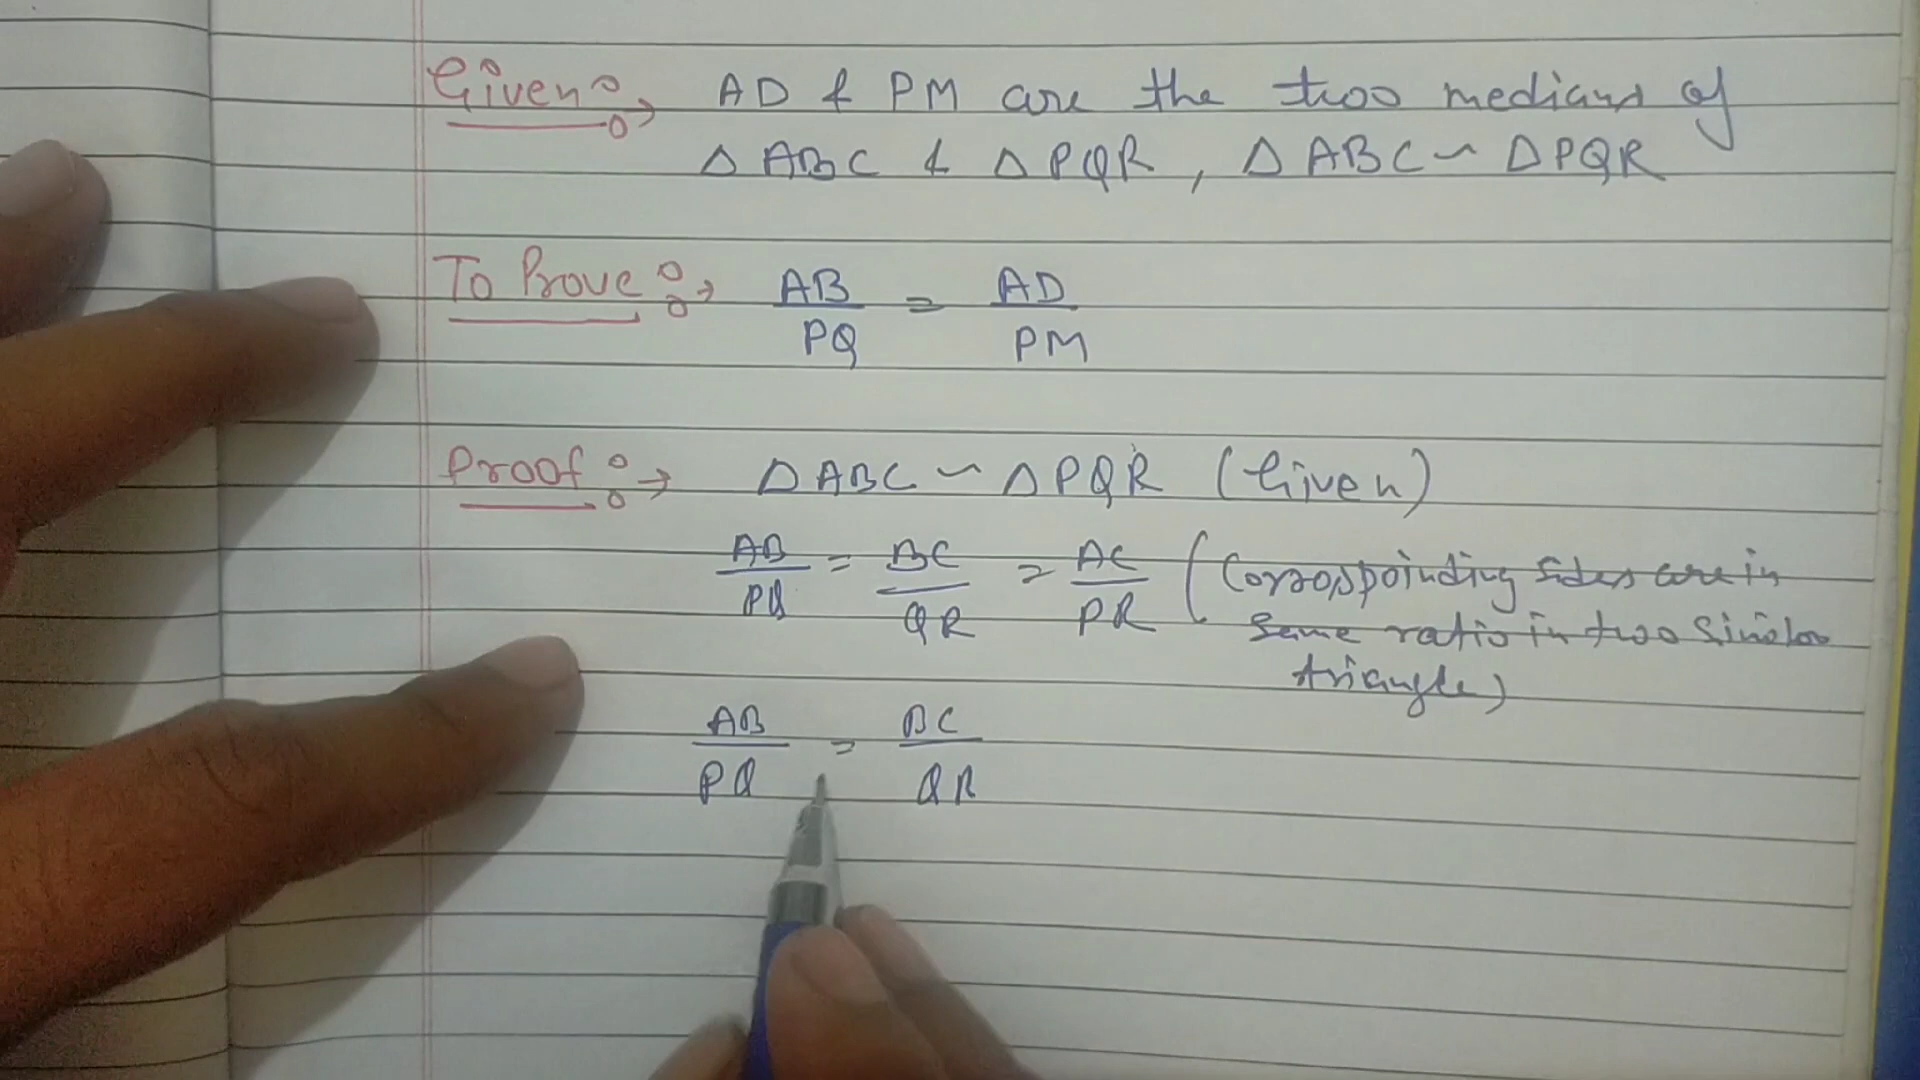 Given :→ AD & PM are the two medians of
△ ABC & △ PQR, △ ABC ~ △PQR
To Prove :→ AB/PQ = AD/PM
Proof :→ △ABC ~ △PQR (Given)
AB/PQ = BC/QR = AC/PR (Corrospoinding sides are in
same ratio in two similar
triangle)
AB/PQ = BC/QR